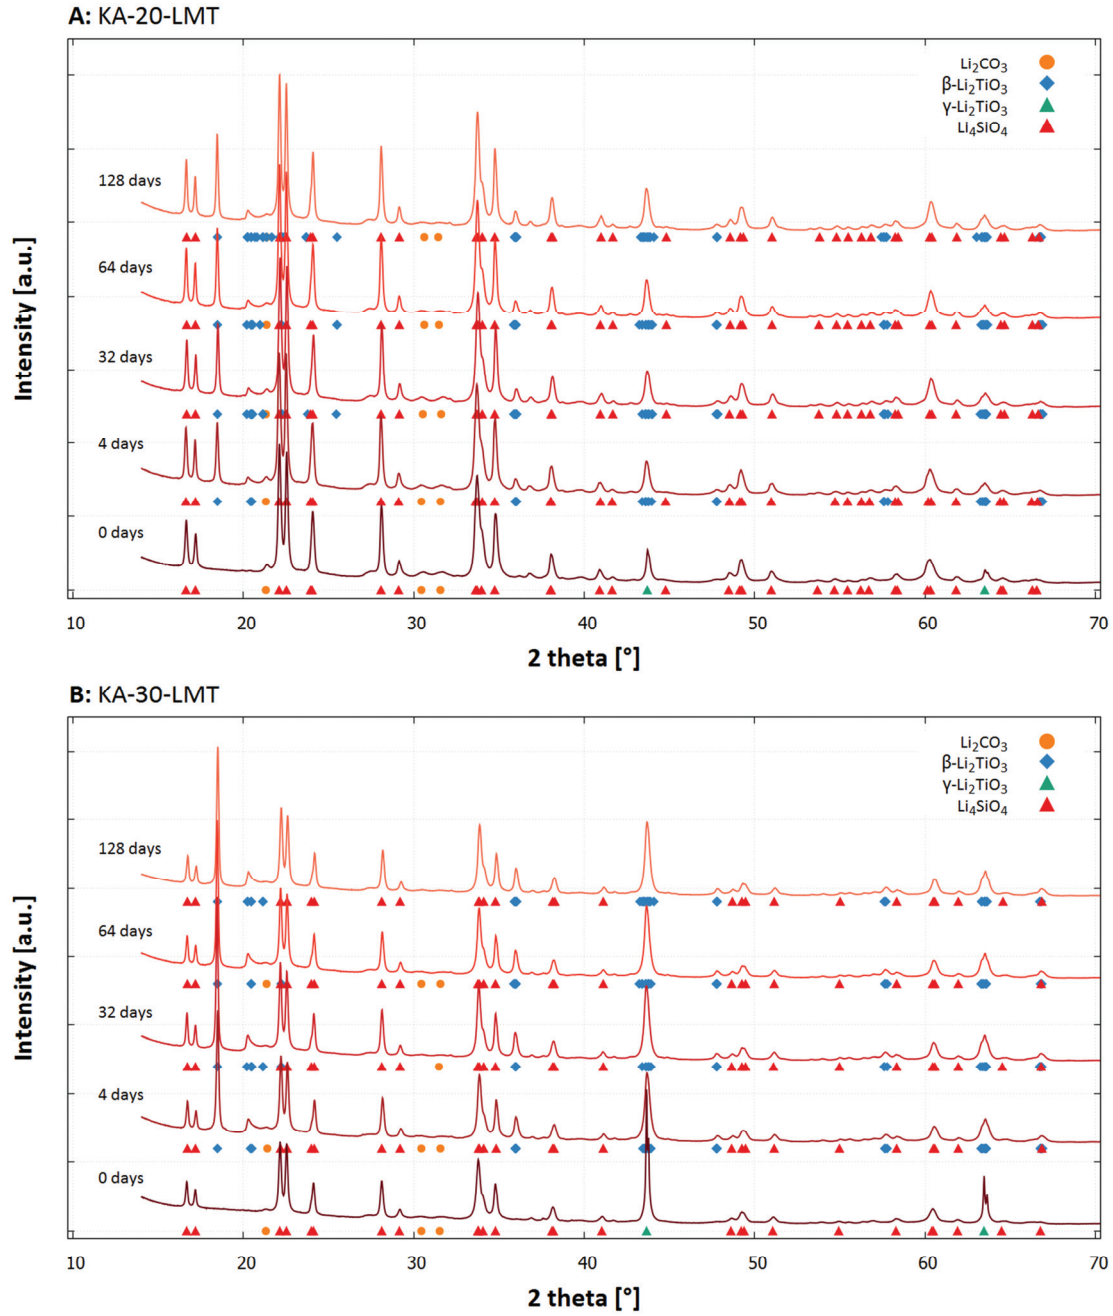 A: KA-20-LMT
Li₂CO₃
β-Li₂TiO₃
γ-Li₂TiO₃
Li₄SIO₄
128 days
64 days
32 days
4 days
0 days
Intensity [a.u.]
10 20 30 40 50 60 70
2 theta [°]
B: KA-30-LMT
Li₂CO₃
β-Li₂TiO₃
γ-Li₂TiO₃
Li₄SiO₄
128 days
64 days
32 days
4 days
0 days
Intensity [a.u.]
10 20 30 40 50 60 70
2 theta [°]